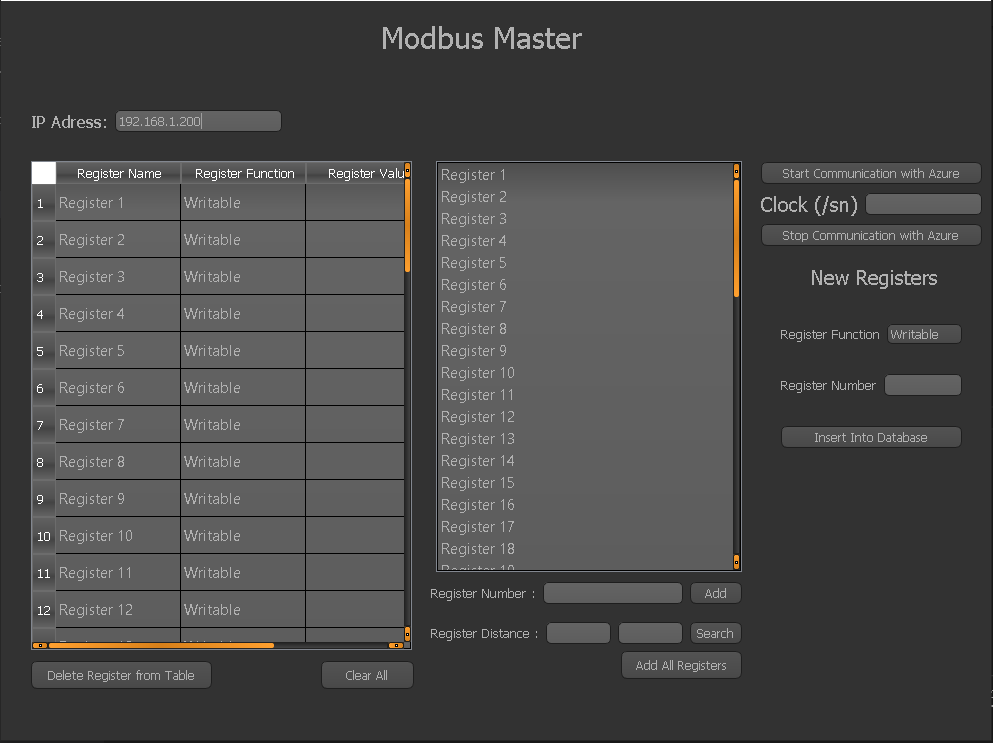 Modbus Master
IP Adress: 192.168.1.200
Register Name Register Function Register Valu
1 Register 1 Writable
2 Register 2 Writable
3 Register 3 Writable
4 Register 4 Writable
5 Register 5 Writable
6 Register 6 Writable
7 Register 7 Writable
8 Register 8 Writable
9 Register 9 Writable
10 Register 10 Writable
11 Register 11 Writable
12 Register 12 Writable
Delete Register from Table Clear All
Register 1
Register 2
Register 3
Register 4
Register 5
Register 6
Register 7
Register 8
Register 9
Register 10
Register 11
Register 12
Register 13
Register 14
Register 15
Register 16
Register 17
Register 18
Register 19
Register Number : Add
Register Distance : Search
Add All Registers
Start Communication with Azure
Clock (/sn)
Stop Communication with Azure
New Registers
Register Function Writable
Register Number
Insert Into Database